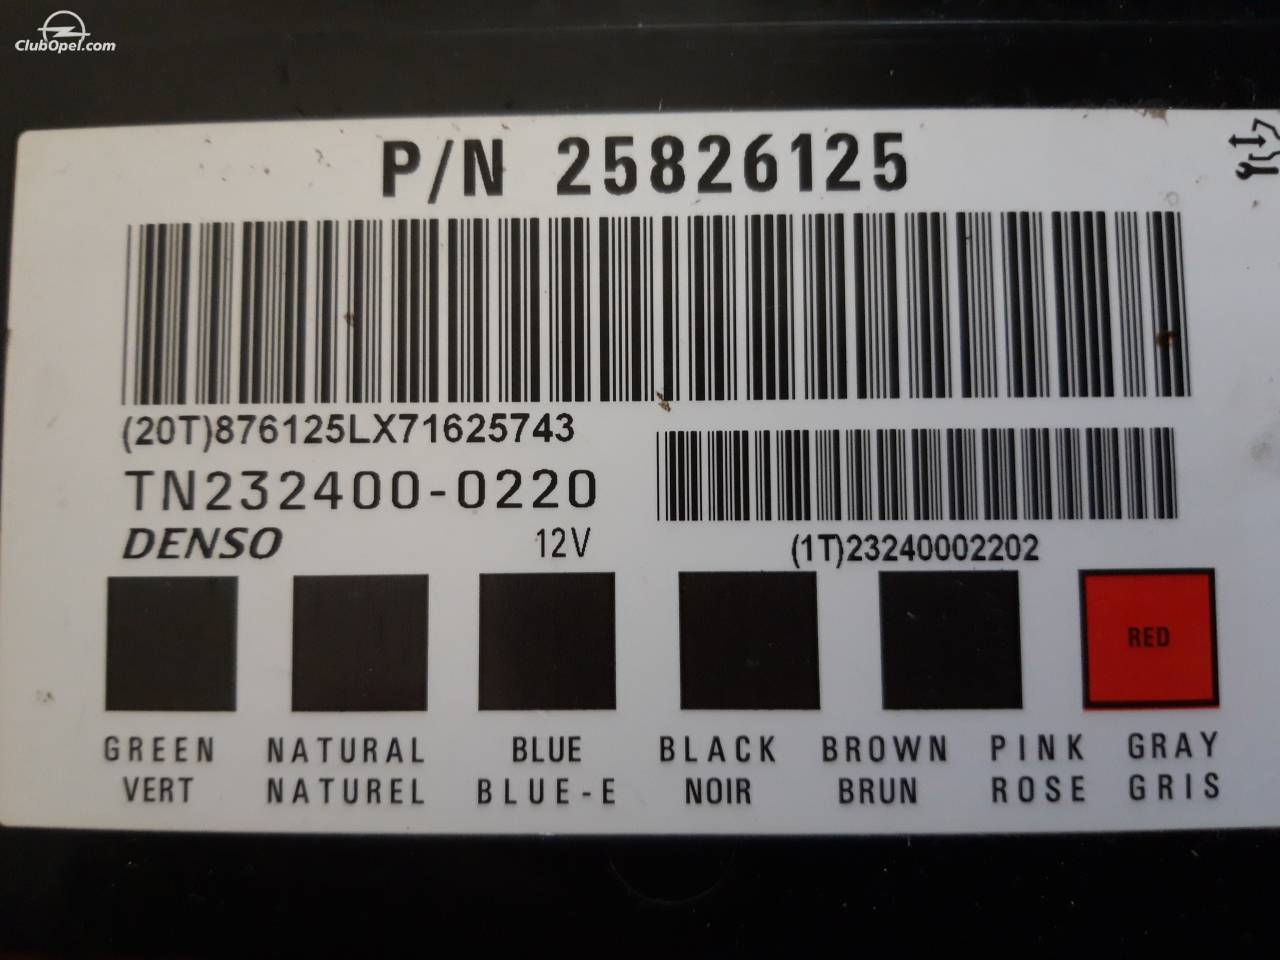 ClubOpel.com
P/N 25826125
(20T)876125LX71625743
TN232400-0220
DENSO 12V
(1T)23240002202
RED
GREEN NATURAL BLUE BLACK BROWN PINK GRAY
VERT NATUREL BLUE-E NOIR BRUN ROSE GRIS